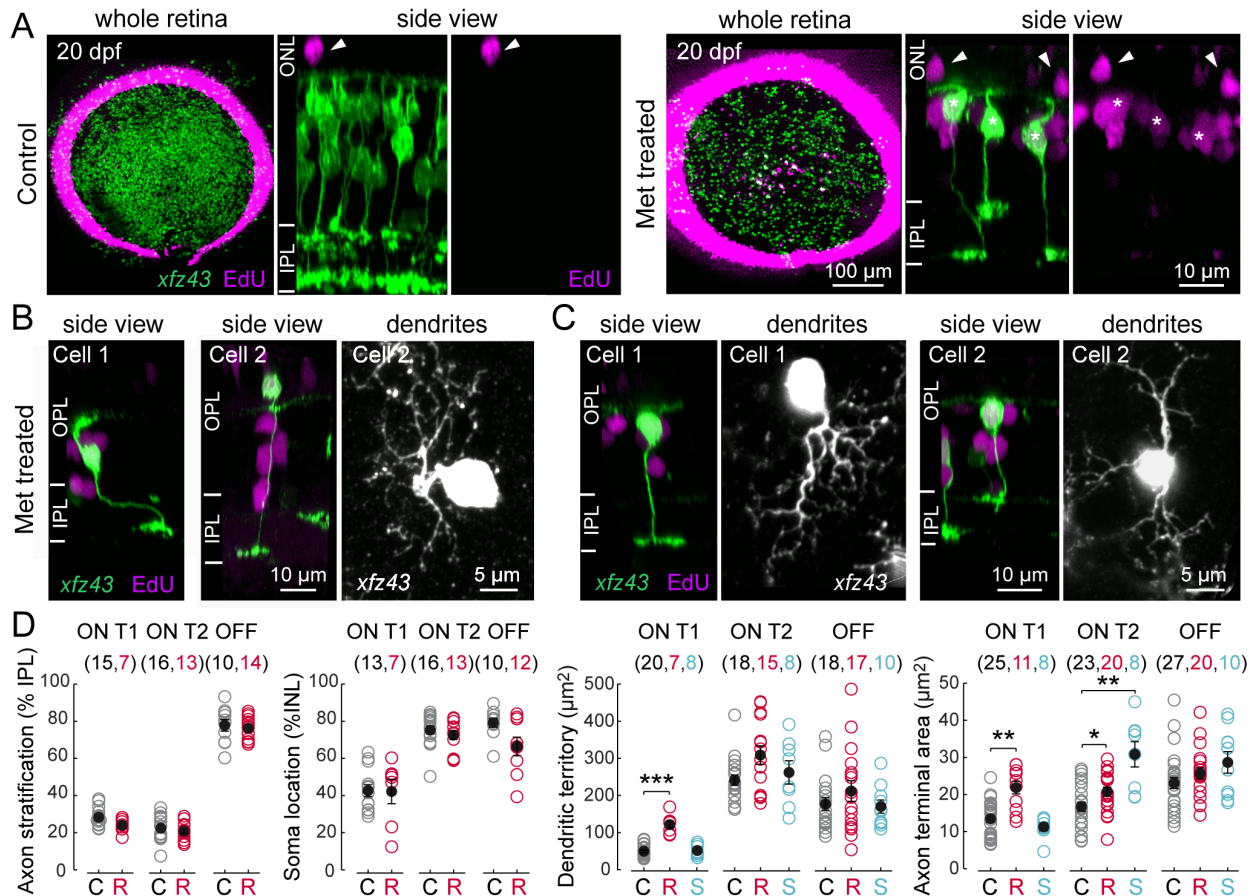 A
whole retina side view whole retina side view
Control
20 dpf
ONL
IPL
xfz43 EdU
EdU
Met treated
20 dpf
100 µm
ONL
* * *
IPL
* * *
10 µm
B
side view side view dendrites
Met treated
Cell 1
OPL
IPL
xfz43 EdU
Cell 2
OPL
IPL
10 µm
Cell 2
xfz43
5 µm
C
side view dendrites side view dendrites
Cell 1
OPL
IPL
xfz43 EdU
Cell 1
xfz43
Cell 2
OPL
IPL
10 µm
Cell 2
5 µm
D
ON T1 ON T2 OFF
(15,7) (16,13) (10,14)
Axon stratification (% IPL)
100
80
60
40
20
0
C R C R C R
ON T1 ON T2 OFF
(13,7) (16,13) (10,12)
Soma location (%INL)
100
80
60
40
20
0
C R C R C R
ON T1 ON T2 OFF
(20,7,8) (18,15,8) (18,17,10)
Dendritic territory (µm²)
500
400
300
200
100
0
***
C R S C R S C R S
ON T1 ON T2 OFF
(25,11,8) (23,20,8) (27,20,10)
Axon terminal area (µm²)
50
40
30
20
10
0
**
**
*
C R S C R S C R S